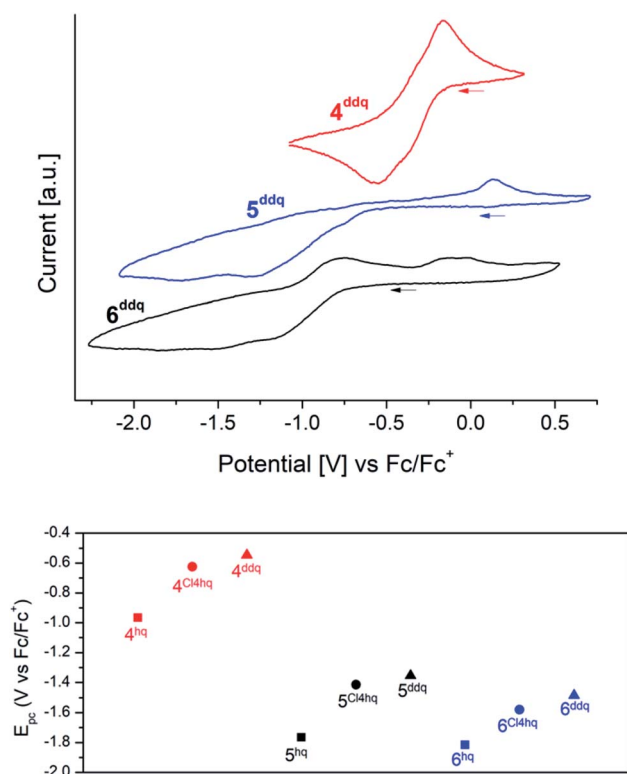 4ddq
5ddq
6ddq
Current [a.u.]
-2.0 -1.5 -1.0 -0.5 0.0 0.5
Potential [V] vs Fc/Fc+
-0.4
-0.6
-0.8
-1.0
-1.2
-1.4
-1.6
-1.8
-2.0
Epc (V vs Fc/Fc+)
4hq
4Cl4hq
4ddq
5hq
5Cl4hq
5ddq
6hq
6Cl4hq
6ddq